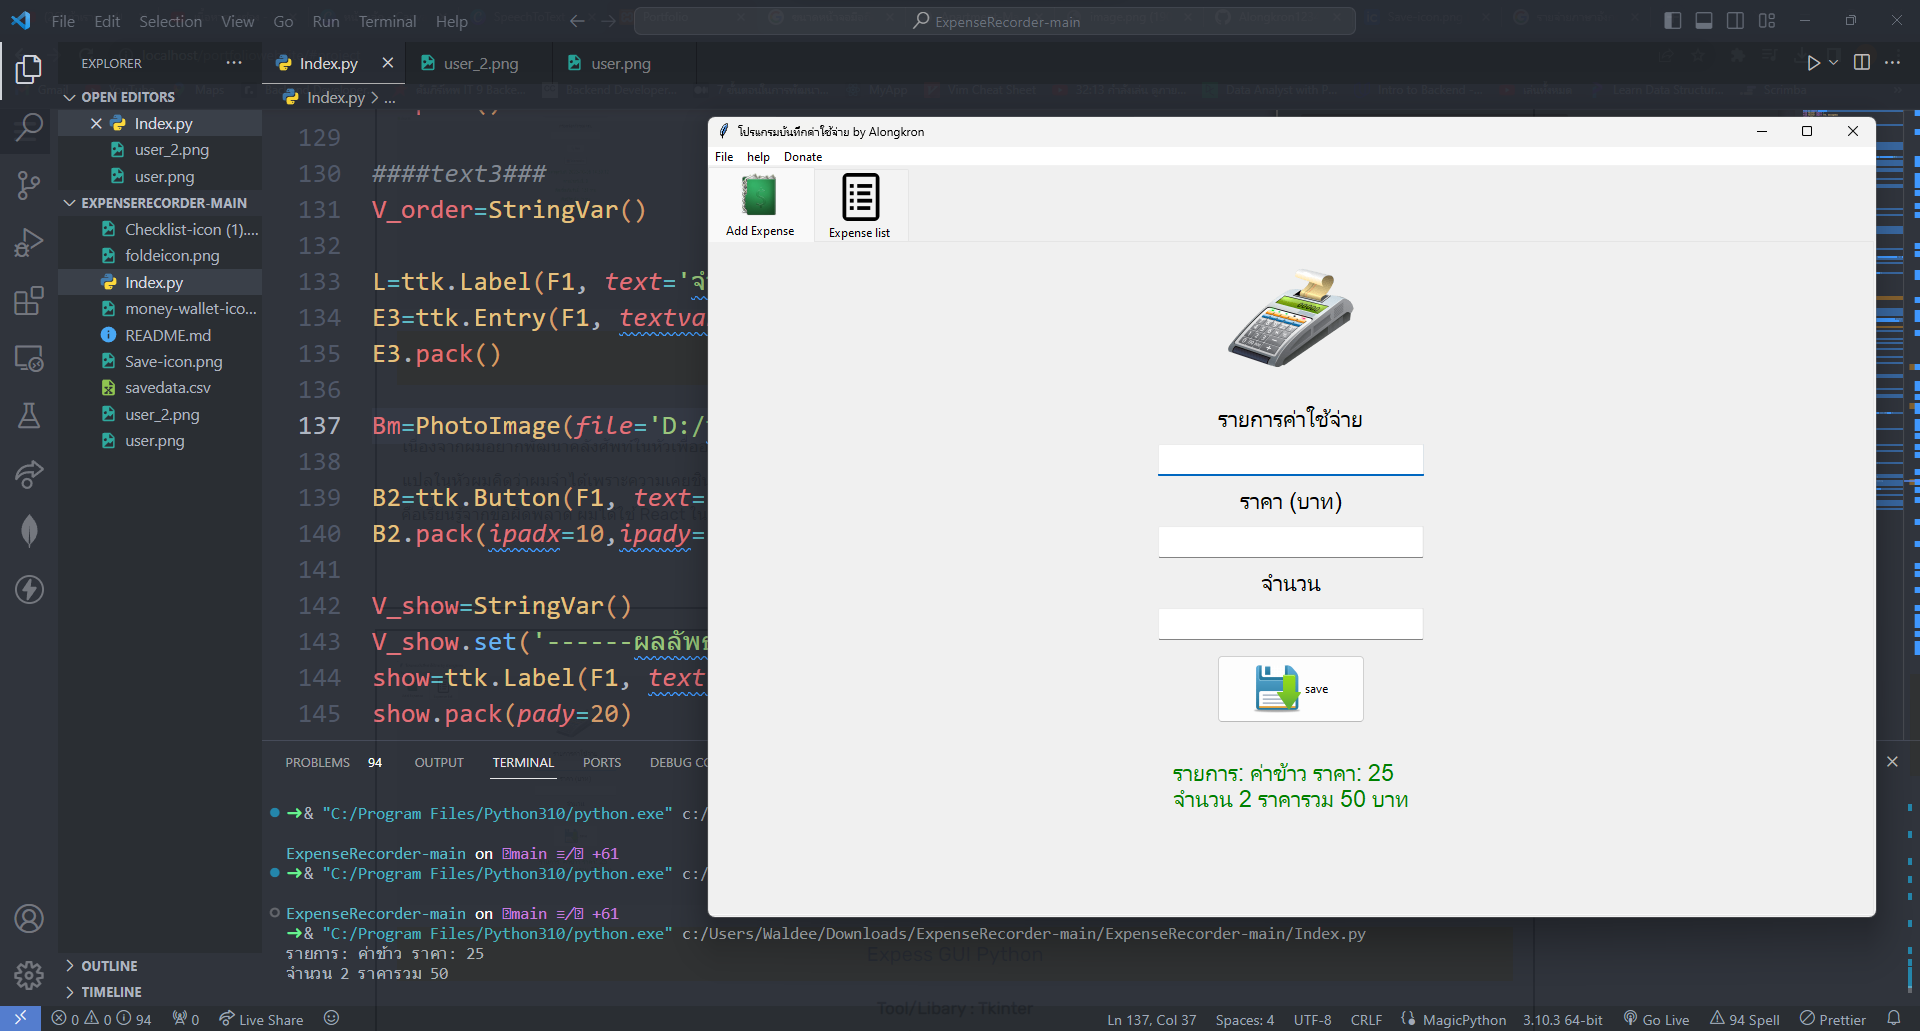 File Edit Selection View Go Run Terminal Help
ExpenseRecorder-main
EXPLORER
OPEN EDITORS
Index.py
user_2.png
user.png
EXPENSERECORDER-MAIN
Checklist-icon (1)....
foldeicon.png
Index.py
money-wallet-ico...
README.md
Save-icon.png
savedata.csv
user_2.png
user.png
OUTLINE
TIMELINE
Index.py
user_2.png
user.png
Index.py > ...
129
130 ####text3###
131 V_order=StringVar()
132
133 L=ttk.Label(F1, text='จำ
134 E3=ttk.Entry(F1, textva
135 E3.pack()
136
137 Bm=PhotoImage(file='D:/
138
139 B2=ttk.Button(F1, text=
140 B2.pack(ipadx=10,ipady=
141
142 V_show=StringVar()
143 V_show.set('------ผลลัพธ
144 show=ttk.Label(F1, text
145 show.pack(pady=20)
โปรแกรมบันทึกค่าใช้จ่าย by Alongkron
File help Donate
Add Expense
Expense list
รายการค่าใช้จ่าย
ราคา (บาท)
จำนวน
save
รายการ: ค่าข้าว ราคา: 25
จำนวน 2 ราคารวม 50 บาท
PROBLEMS 94 OUTPUT TERMINAL PORTS DEBUG CO
➜& "C:/Program Files/Python310/python.exe" c:/
ExpenseRecorder-main on main ≡/ +61
➜& "C:/Program Files/Python310/python.exe" c:/
ExpenseRecorder-main on main ≡/ +61
➜& "C:/Program Files/Python310/python.exe" c:/Users/Waldee/Downloads/ExpenseRecorder-main/ExpenseRecorder-main/Index.py
รายการ: ค่าข้าว ราคา: 25
จำนวน 2 ราคารวม 50
Expess GUI Python
Tool/Libary : Tkinter
0 0 94 0 Live Share
Ln 137, Col 37 Spaces: 4 UTF-8 CRLF MagicPython 3.10.3 64-bit Go Live 94 Spell Prettier